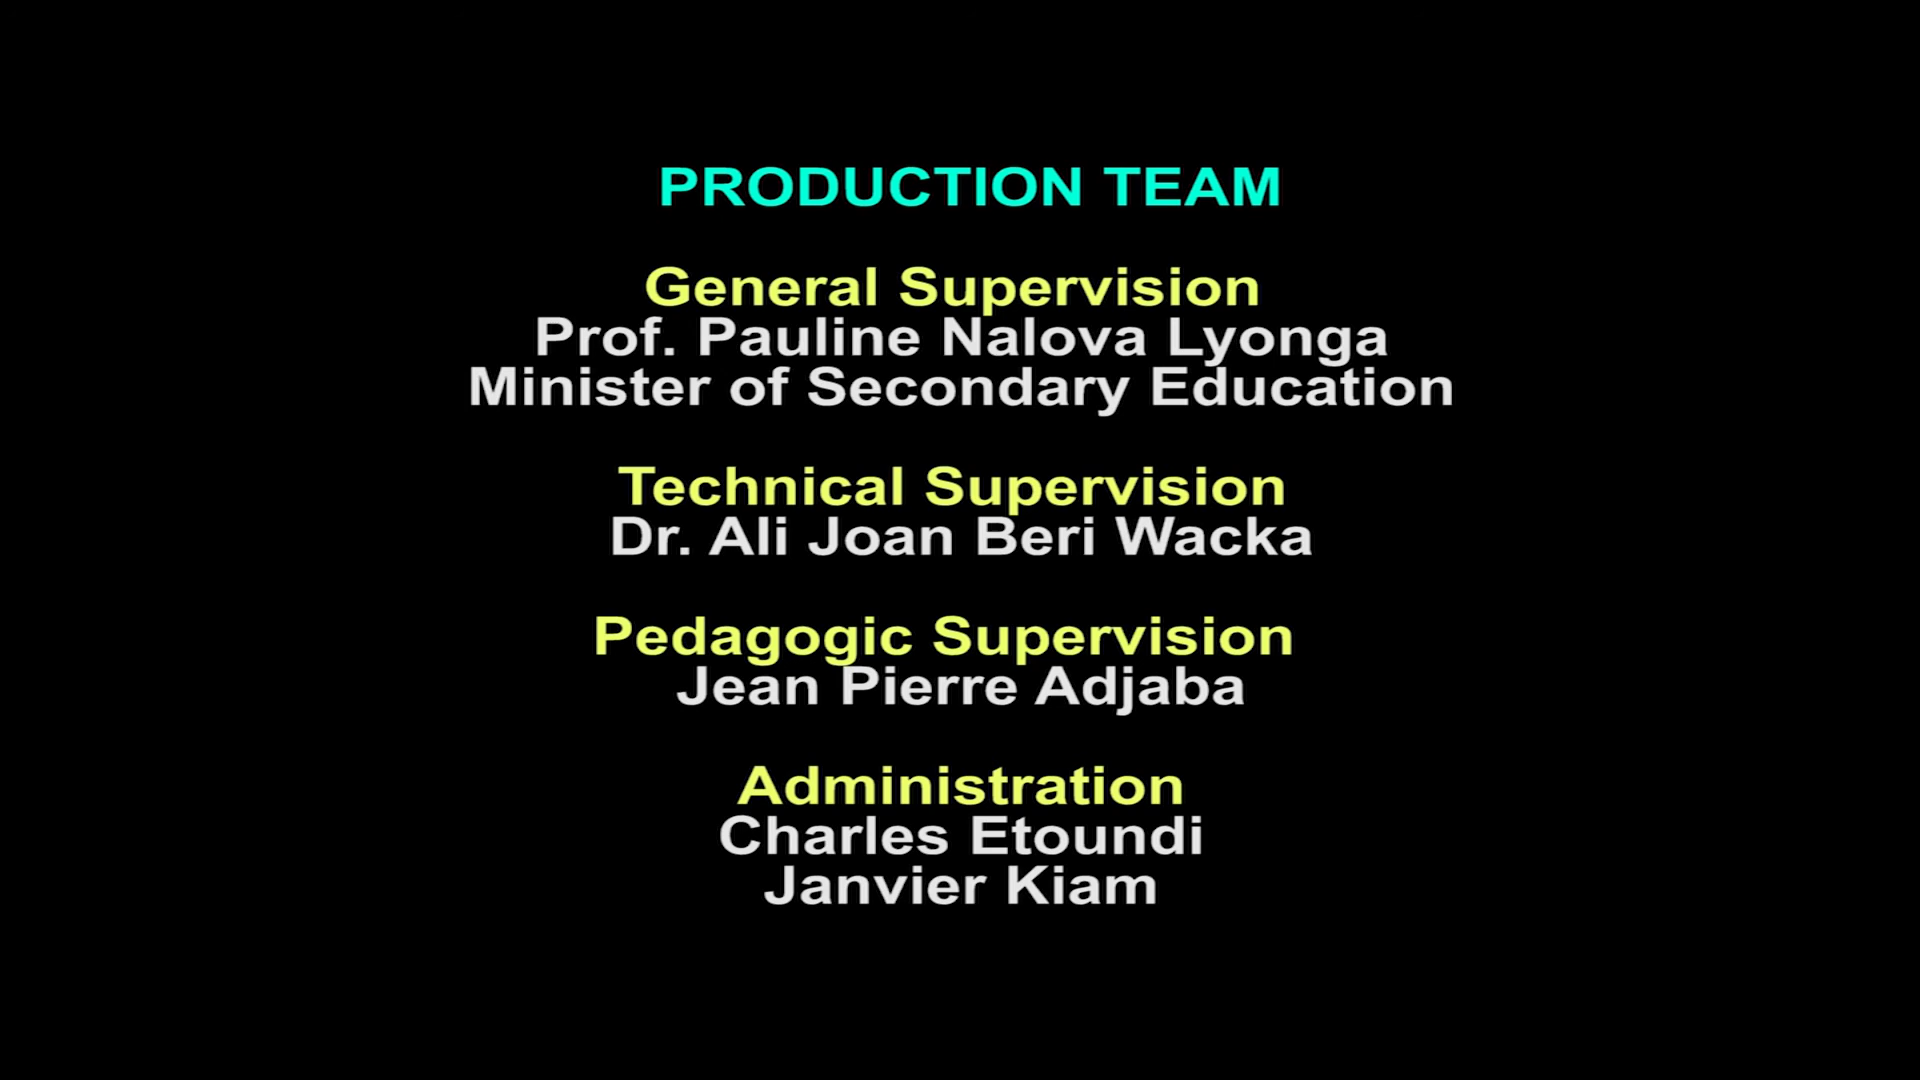 PRODUCTION TEAM
General Supervision
Prof. Pauline Nalova Lyonga
Minister of Secondary Education
Technical Supervision
Dr. Ali Joan Beri Wacka
Pedagogic Supervision
Jean Pierre Adjaba
Administration
Charles Etoundi
Janvier Kiam